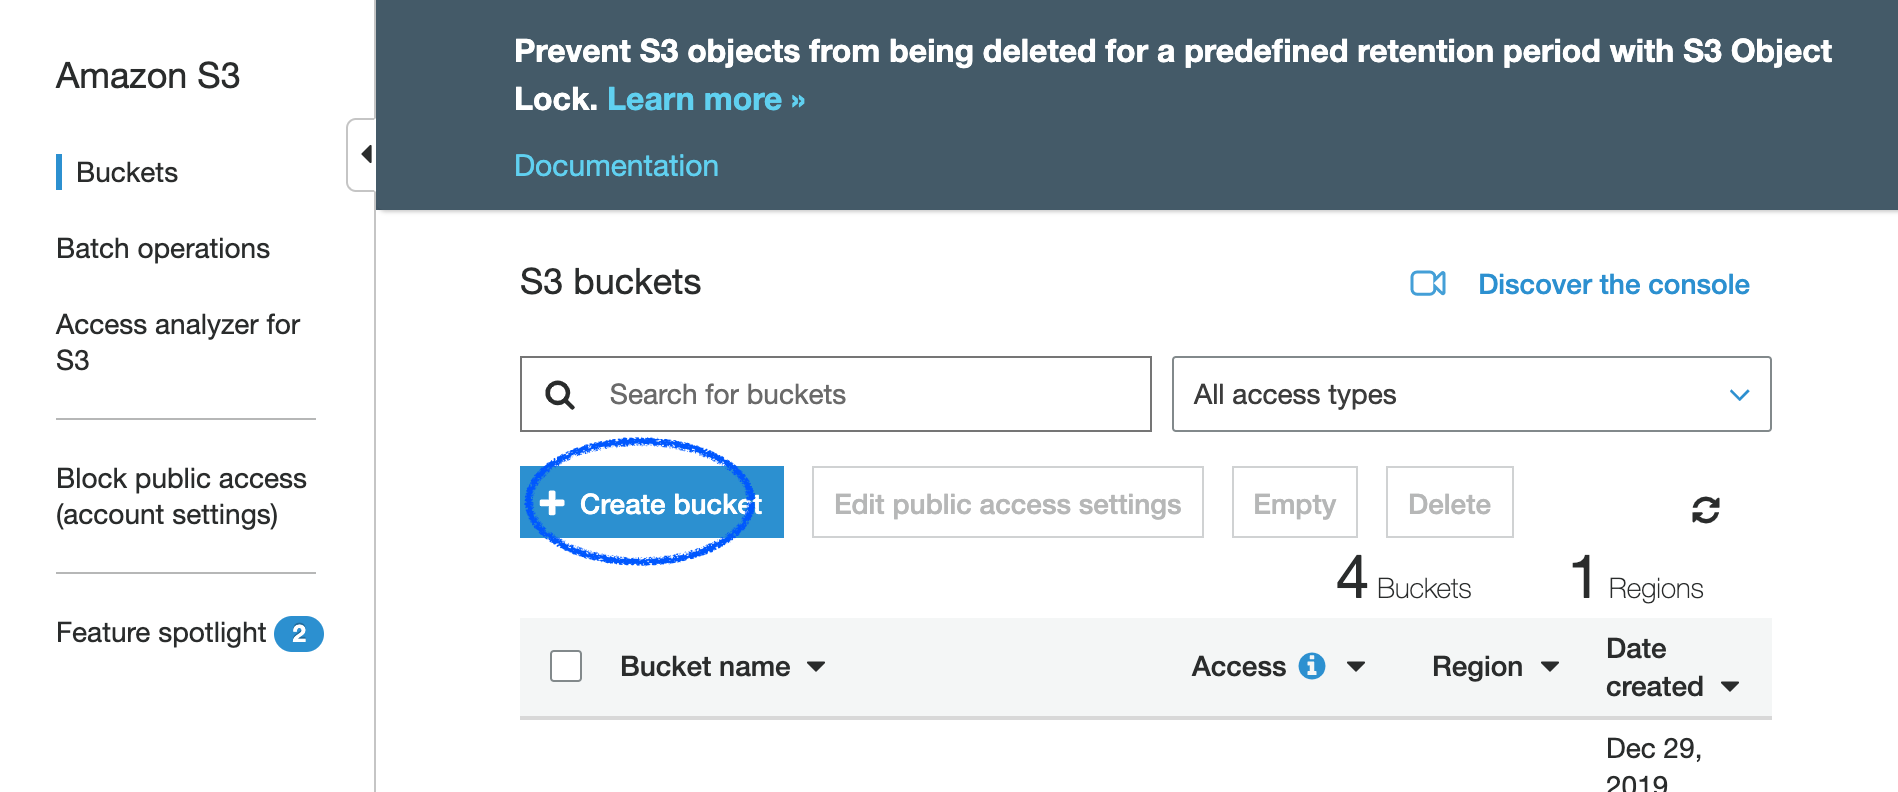 Amazon S3
Buckets
Batch operations
Access analyzer for
S3
Block public access
(account settings)
Feature spotlight 2
Prevent S3 objects from being deleted for a predefined retention period with S3 Object
Lock. Learn more »
Documentation
S3 buckets
Discover the console
Search for buckets
All access types
+ Create bucket
Edit public access settings
Empty
Delete
4 Buckets
1 Regions
Bucket name
Access
Region
Date
created
Dec 29,
2019